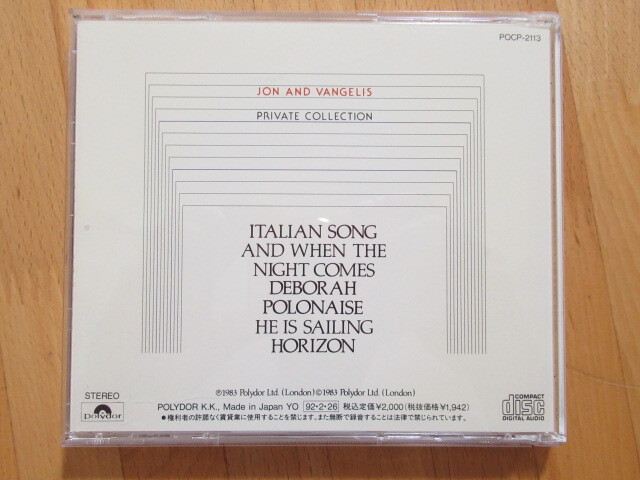 POCP-2113
JON AND VANGELIS
PRIVATE COLLECTION
ITALIAN SONG
AND WHEN THE
NIGHT COMES
DEBORAH
POLONAISE
HE IS SAILING
HORIZON
℗1983 Polydor Ltd. (London) ©1983 Polydor Ltd. (London)
STEREO
polydor
POLYDOR K.K., Made in Japan YO 92・2・26 税込定価¥2,000(税抜価格¥1,942)
●権利者の許諾なく賃貸業に使用することを禁じます。また無断で録音することは法律で禁じられています。
COMPACT
disc
DIGITAL AUDIO